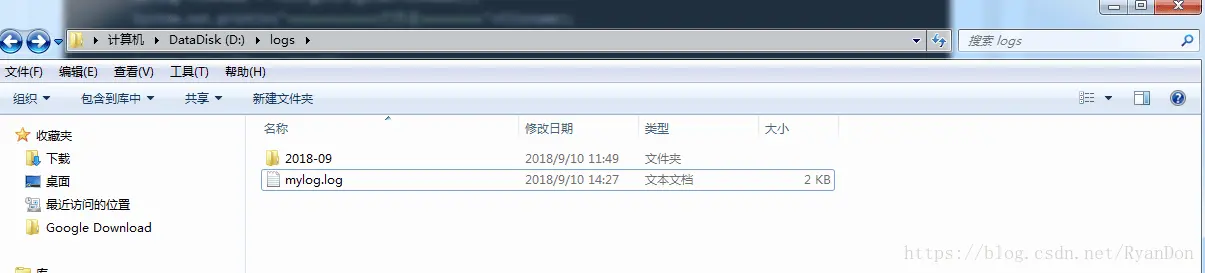 计算机 DataDisk (D:) logs
搜索 logs
文件(F) 编辑(E) 查看(V) 工具(T) 帮助(H)
组织 包含到库中 共享 新建文件夹
收藏夹
下载
桌面
最近访问的位置
Google Download
库
名称 修改日期 类型 大小
2018-09 2018/9/10 11:49 文件夹
mylog.log 2018/9/10 14:27 文本文档 2 KB
https://blog.csdn.net/RyanDon